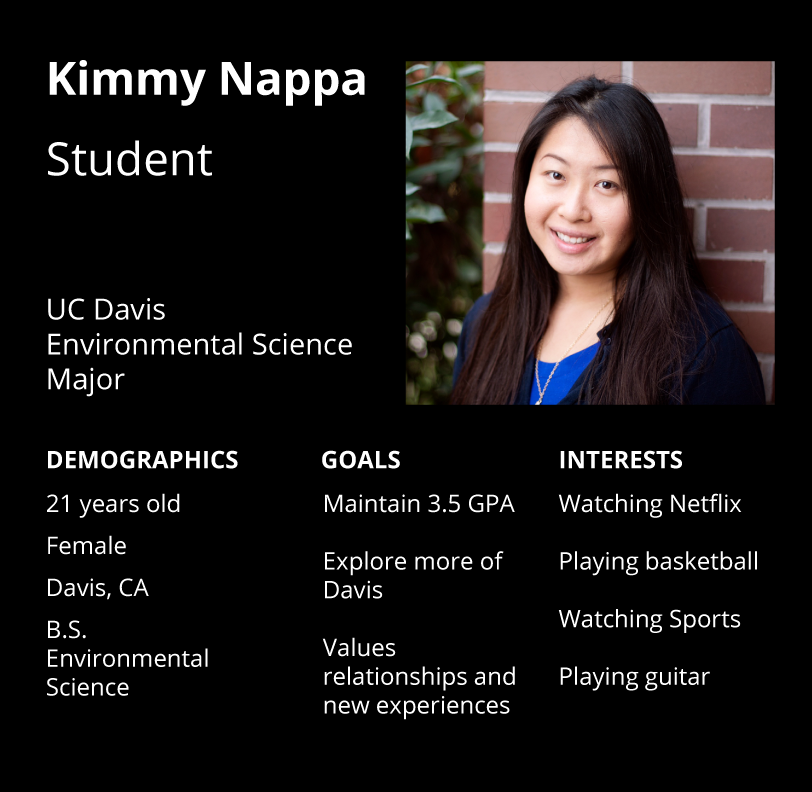 Kimmy Nappa
Student
UC Davis
Environmental Science
Major
DEMOGRAPHICS
21 years old
Female
Davis, CA
B.S.
Environmental
Science
GOALS
Maintain 3.5 GPA
Explore more of
Davis
Values
relationships and
new experiences
INTERESTS
Watching Netflix
Playing basketball
Watching Sports
Playing guitar